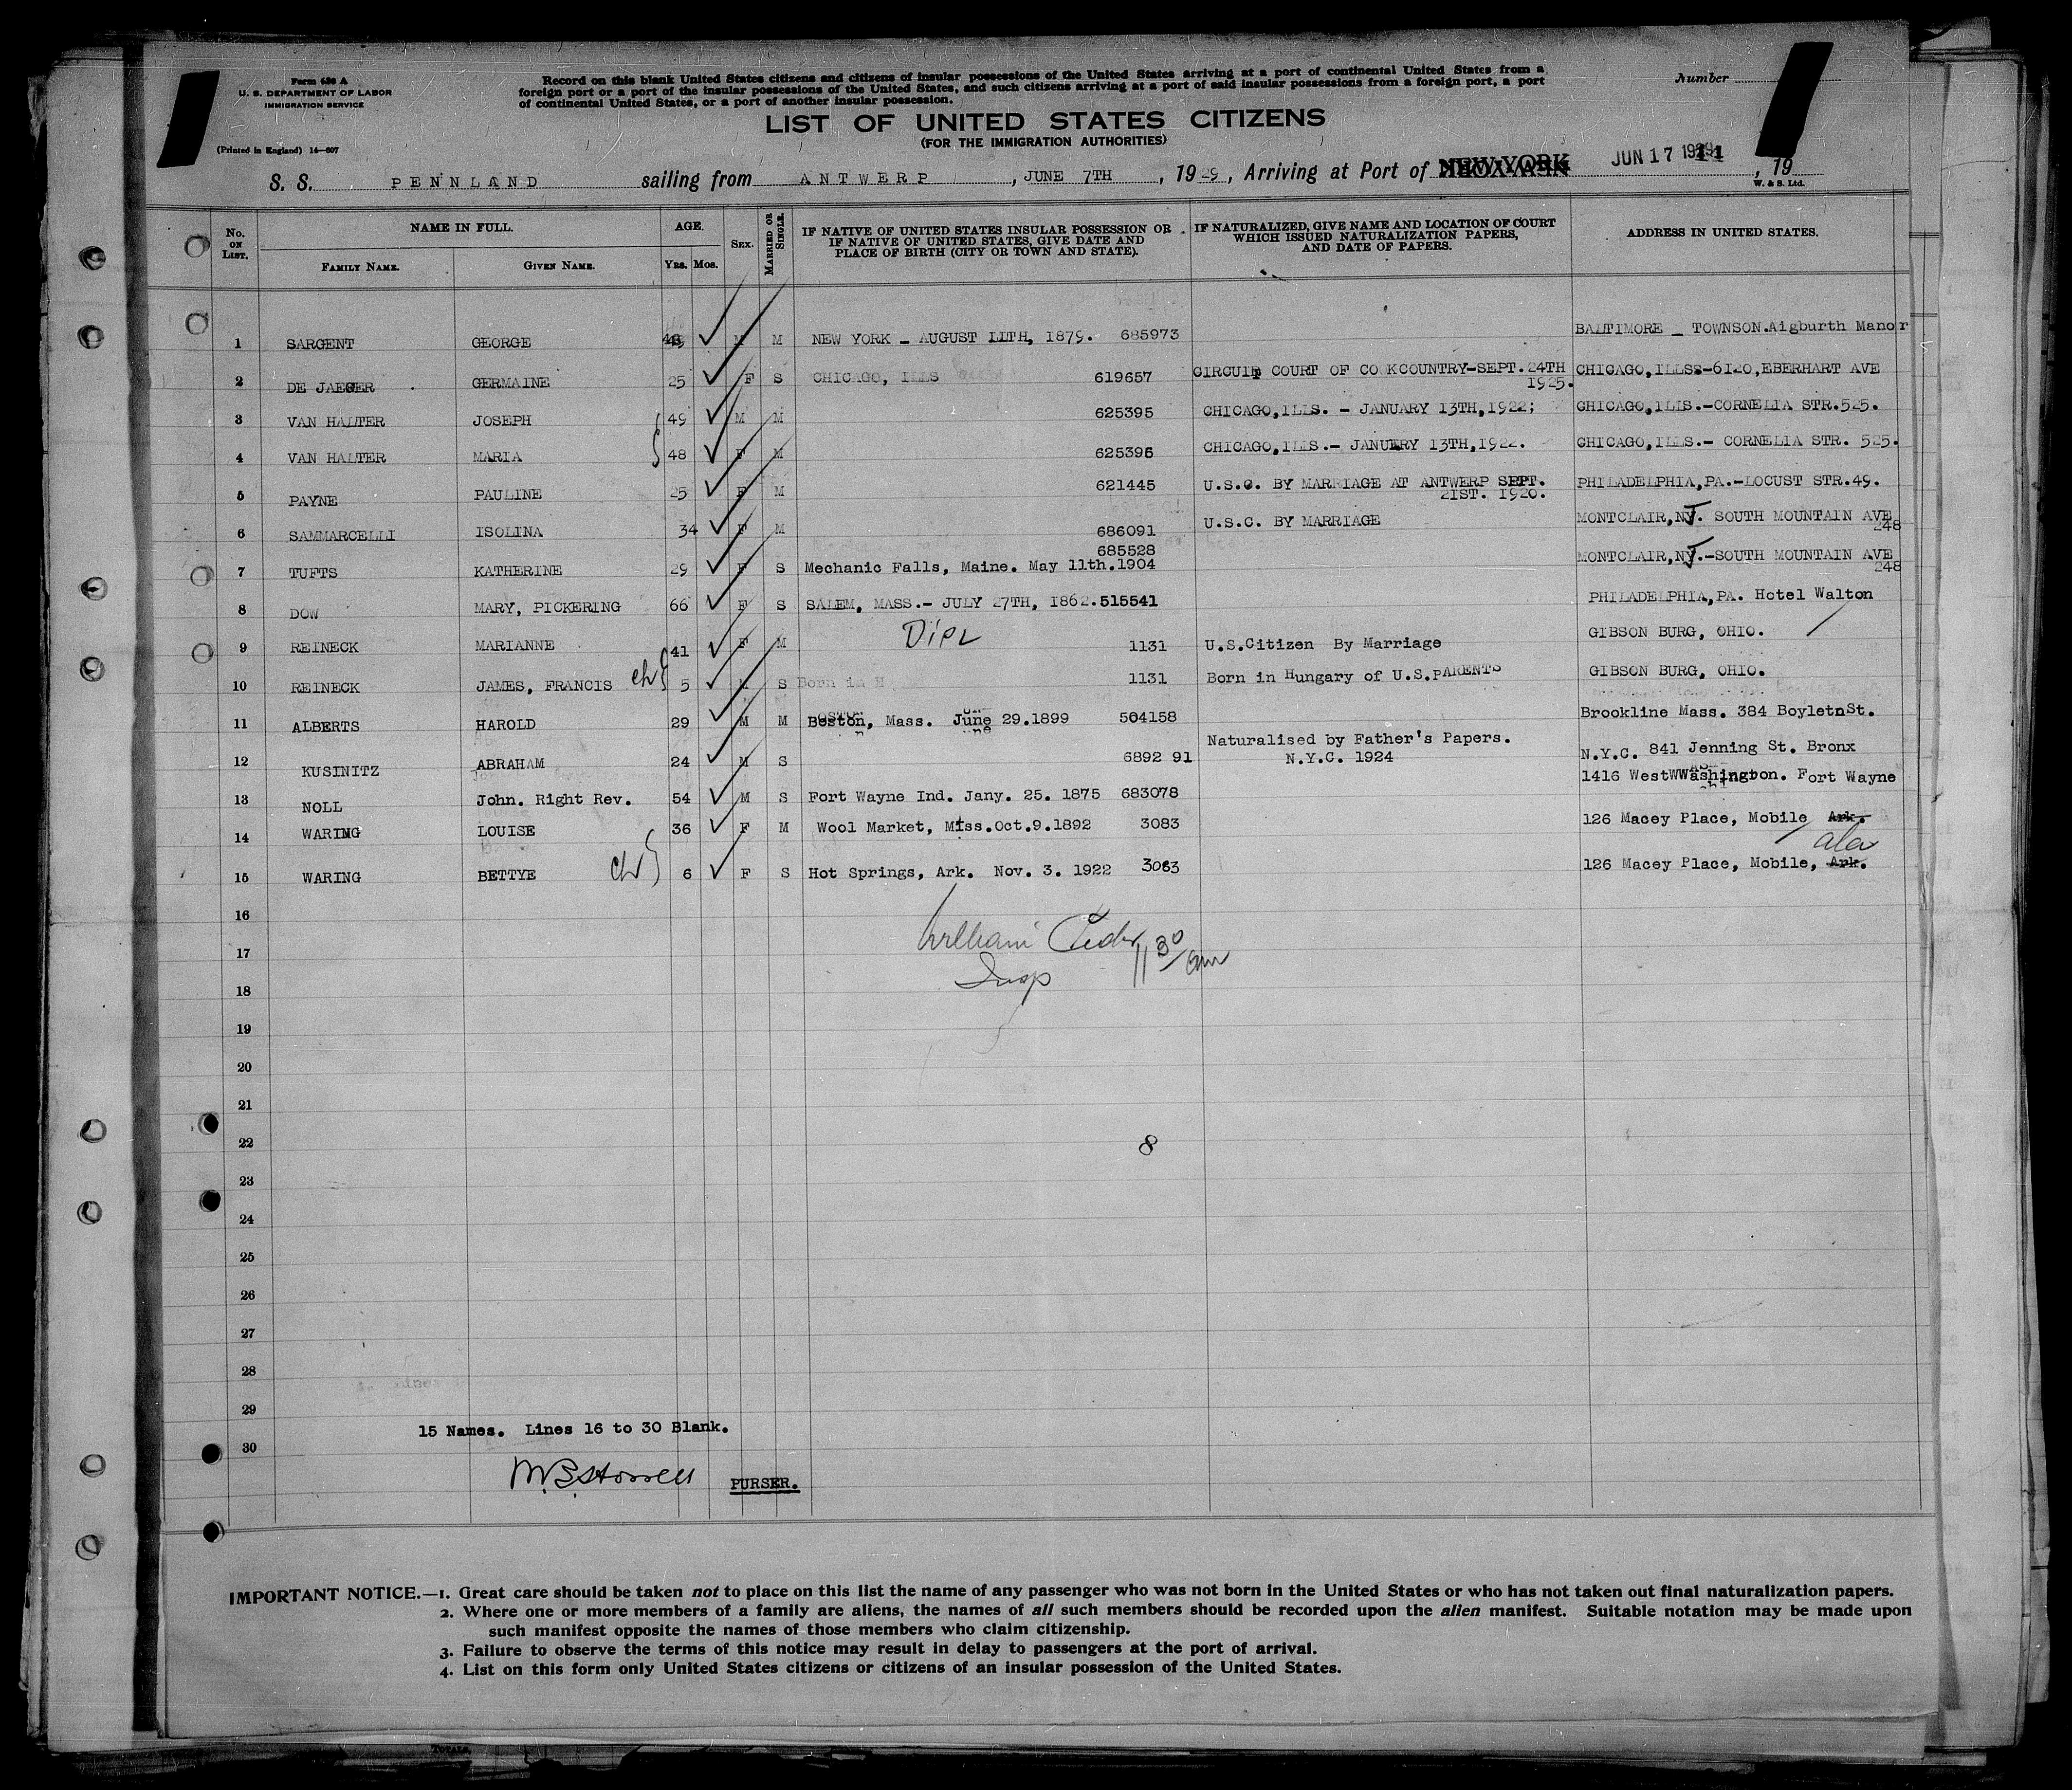 Form 630 A
U. S. DEPARTMENT OF LABOR
IMMIGRATION SERVICE
(Printed in England) 14—607
Record on this blank United States citizens and citizens of insular possessions of the United States arriving at a port of continental United States from a
foreign port or a port of the insular possessions of the United States, and such citizens arriving at a port of said insular possessions from a foreign port, a port
of continental United States, or a port of another insular possession.
Number
LIST OF UNITED STATES CITIZENS
(FOR THE IMMIGRATION AUTHORITIES)
S. S. PENNLAND sailing from ANTWERP, JUNE 7TH, 1929, Arriving at Port of NEW YORK JUN 17 1929, 19
W. & S. Ltd.
No. ON LIST. NAME IN FULL. FAMILY NAME. GIVEN NAME. AGE. Yrs. Mos. SEX. MARRIED OR SINGLE. IF NATIVE OF UNITED STATES INSULAR POSSESSION OR IF NATIVE OF UNITED STATES, GIVE DATE AND PLACE OF BIRTH (CITY OR TOWN AND STATE). IF NATURALIZED, GIVE NAME AND LOCATION OF COURT WHICH ISSUED NATURALIZATION PAPERS, AND DATE OF PAPERS. ADDRESS IN UNITED STATES.
1 SARGENT GEORGE 49 M M NEW YORK - AUGUST 11TH, 1879. 685973 BALTIMORE - TOWNSON.Aigburth Manor
2 DE JAEGER GERMAINE 25 F S CHICAGO, ILLS 619657 CIRCUIT COURT OF COOKCOUNTRY-SEPT.24TH 1925. CHICAGO,ILLS:-6120,EBERHART AVE
3 VAN HALTER JOSEPH 49 M M 625395 CHICAGO,ILLS. - JANUARY 13TH,1922; CHICAGO,ILLS.-CORNELIA STR.525.
4 VAN HALTER MARIA 48 F M 625395 CHICAGO,ILLS.- JANUERY 13TH,1922. CHICAGO,ILLS.- CORNELIA STR. 525.
5 PAYNE PAULINE 25 F M 621445 U.S.C. BY MARRIAGE AT ANTWERP SEPT. 21ST. 1920. PHILADELPHIA,PA.-LOCUST STR.49.
6 SAMMARCELLI ISOLINA 34 F M 686091 U.S.C. BY MARRIAGE MONTCLAIR,NJ. SOUTH MOUNTAIN AVE 248
7 TUFTS KATHERINE 29 F S 685528 Mechanic Falls, Maine. May 11th.1904 MONTCLAIR,NJ.-SOUTH MOUNTAIN AVE 248
8 DOW MARY, PICKERING 66 F S SALEM, MASS.- JULY 27TH, 1862.515541 PHILADELPHIA,PA. Hotel Walton
9 REINECK MARIANNE 41 F M Dipl 1131 U.S.Citizen By Marriage GIBSON BURG, OHIO.
10 REINECK JAMES, FRANCIS ch 5 M S Born in H 1131 Born in Hungary of U.S.PARENTS GIBSON BURG, OHIO.
11 ALBERTS HAROLD 29 M M Boston, Mass. June 29.1899 504158 Brookline Mass. 384 BoyletnSt.
12 KUSINITZ ABRAHAM 24 M S 6892 91 Naturalised by Father's Papers. N.Y.C. 1924 N.Y.C. 841 Jenning St. Bronx
13 NOLL John. Right Rev. 54 M S Fort Wayne Ind. Jany. 25. 1875 683078 1416 WestWWashington. Fort Wayne
14 WARING LOUISE 36 F M Wool Market, Miss.Oct.9.1892 3083 126 Macey Place, Mobile Ark. ala
15 WARING BETTYE ch 6 F S Hot Springs, Ark. Nov. 3. 1922 3083 126 Macey Place, Mobile, Ark.
16
William
17
11 30/am
Insp
18
19
20
21
22 8
23
24
25
26
27
28
29
15 Names. Lines 16 to 30 Blank.
30
PURSER.
IMPORTANT NOTICE.—1. Great care should be taken not to place on this list the name of any passenger who was not born in the United States or who has not taken out final naturalization papers.
2. Where one or more members of a family are aliens, the names of all such members should be recorded upon the alien manifest. Suitable notation may be made upon
such manifest opposite the names of those members who claim citizenship.
3. Failure to observe the terms of this notice may result in delay to passengers at the port of arrival.
4. List on this form only United States citizens or citizens of an insular possession of the United States.